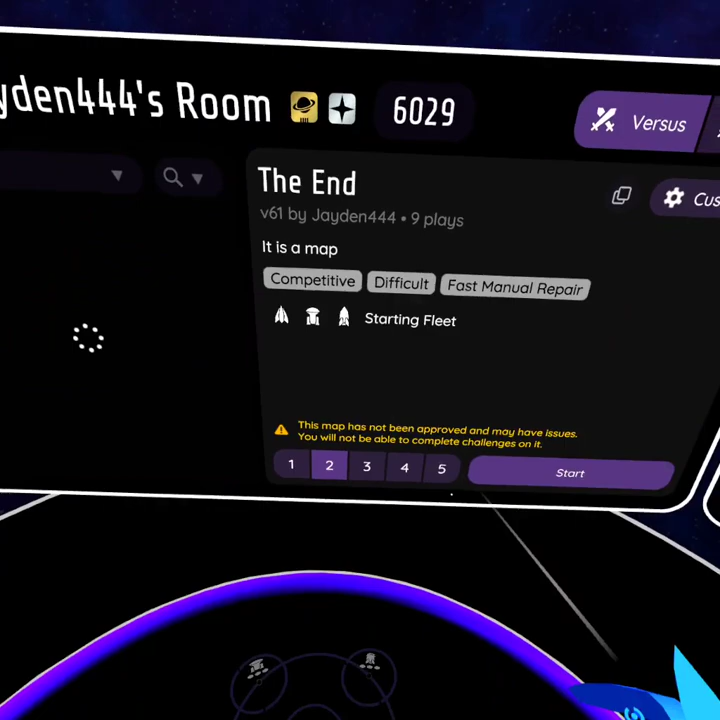 yden444's Room
6029
Versus
The End
v61 by Jayden444 • 9 plays
It is a map
Competitive
Difficult
Fast Manual Repair
Starting Fleet
This map has not been approved and may have issues.
You will not be able to complete challenges on it.
1 2 3 4 5
Start
Cus